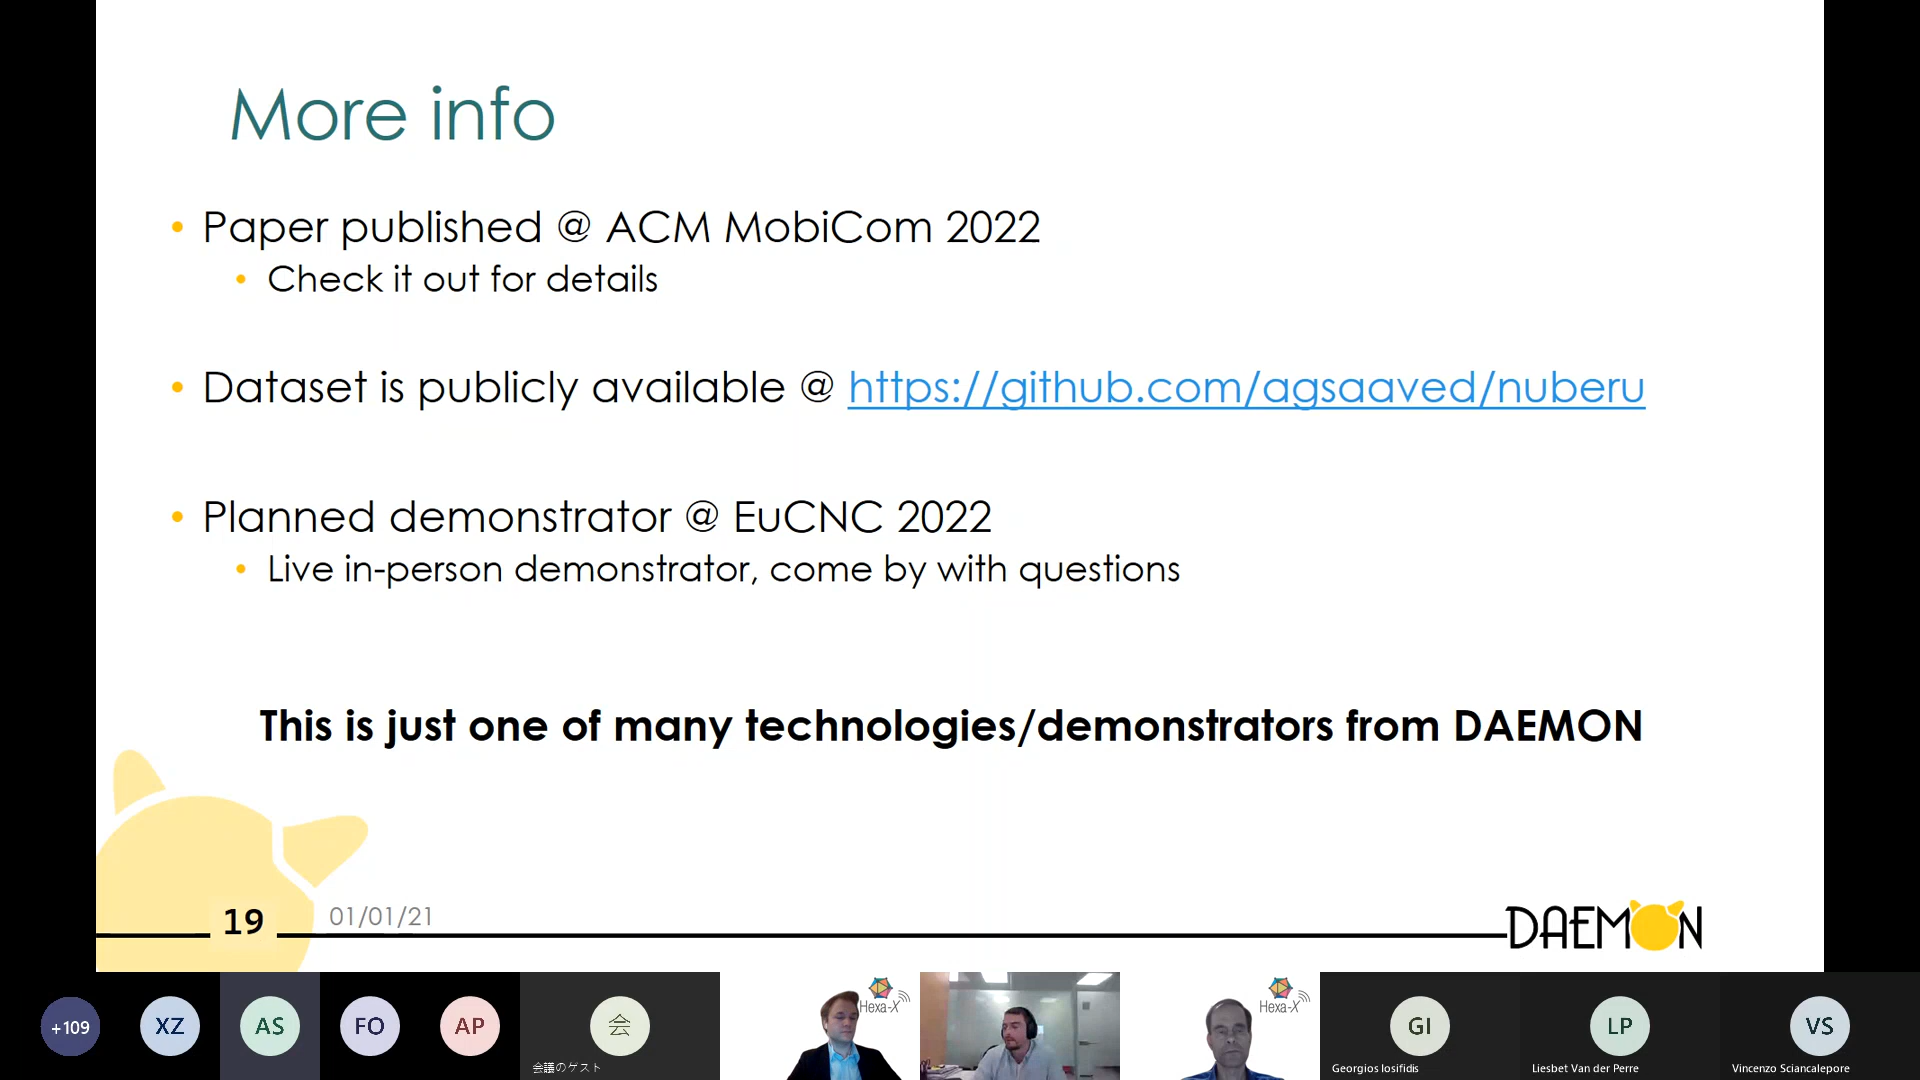 More info
• Paper published @ ACM MobiCom 2022
• Check it out for details
• Dataset is publicly available @ https://github.com/agsaaved/nuberu
• Planned demonstrator @ EuCNC 2022
• Live in-person demonstrator, come by with questions
This is just one of many technologies/demonstrators from DAEMON
19
01/01/21
DAEMON
+109
XZ
AS
FO
AP
会
会議のゲスト
Hexa-X
Hexa-X
GI
Georgios Iosifidis
LP
Liesbet Van der Perre
VS
Vincenzo Sciancalepore